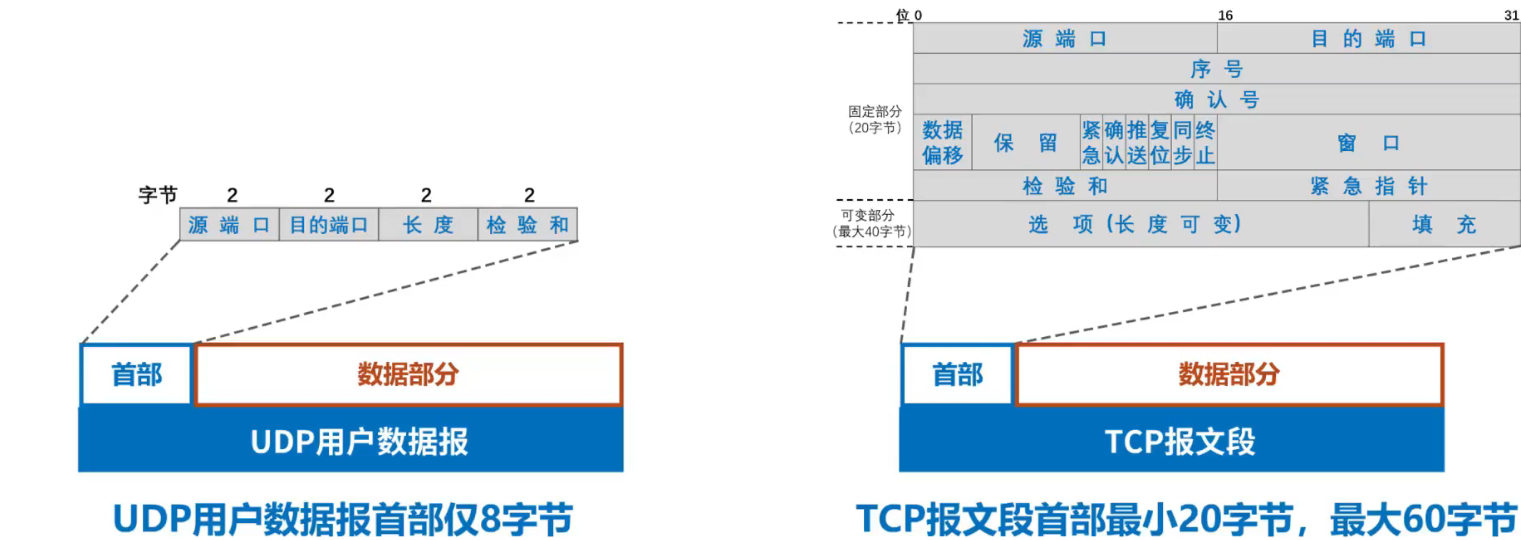 字节 2 2 2 2
源端口 目的端口 长度 检验和
首部 数据部分
UDP用户数据报
UDP用户数据报首部仅8字节
位 0 16 31
源端口 目的端口
序号
确认号
固定部分
(20字节)
数据偏移 保留 紧急 确认 推送 复位 同步 终止 窗口
检验和 紧急指针
可变部分
(最大40字节)
选项(长度可变) 填充
首部 数据部分
TCP报文段
TCP报文段首部最小20字节，最大60字节